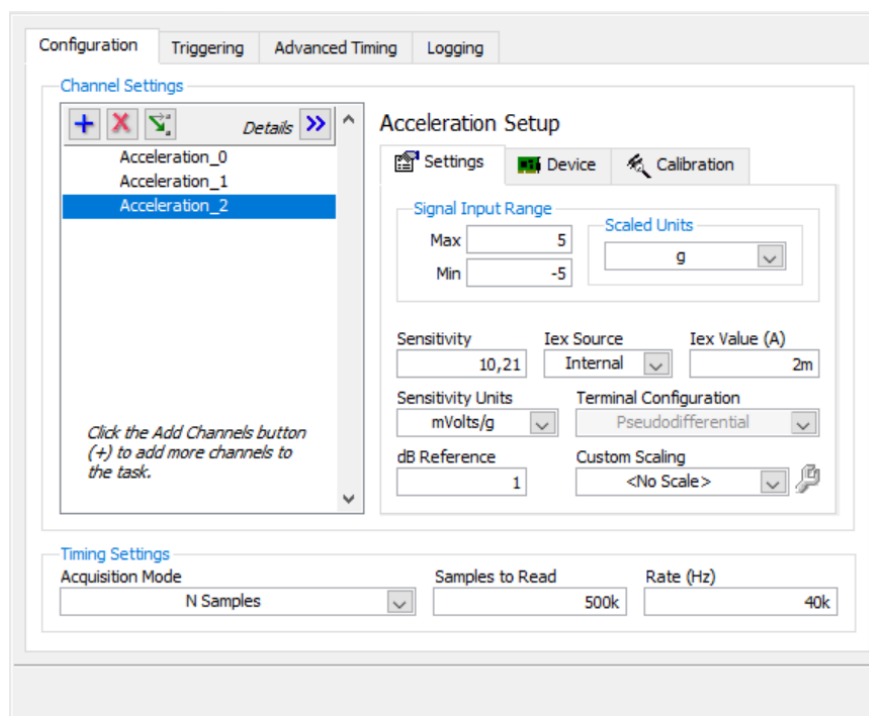 Configuration Triggering Advanced Timing Logging
Channel Settings
Details
Acceleration_0
Acceleration_1
Acceleration_2
Click the Add Channels button
(+) to add more channels to
the task.
Acceleration Setup
Settings Device Calibration
Signal Input Range
Max 5
Min -5
Scaled Units
g
Sensitivity Iex Source Iex Value (A)
10,21 Internal 2m
Sensitivity Units Terminal Configuration
mVolts/g Pseudodifferential
dB Reference Custom Scaling
1 <No Scale>
Timing Settings
Acquisition Mode Samples to Read Rate (Hz)
N Samples 500k 40k